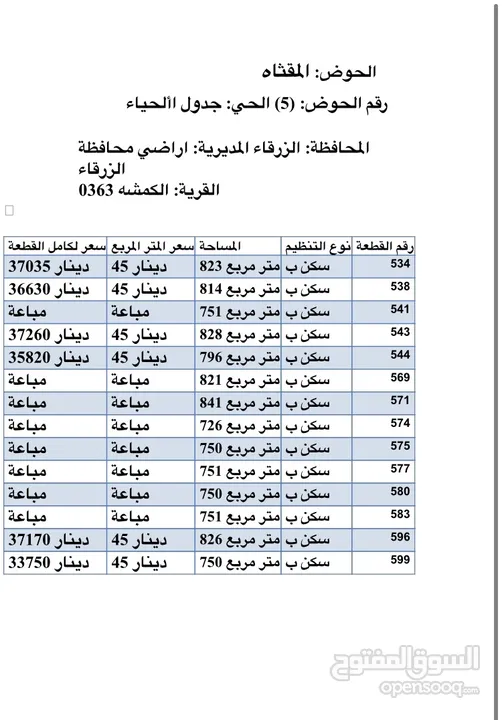 الحوض: المقثاه
رقم الحوض: (5) الحي: جدول األحياء
المحافظة: الزرقاء المديرية: اراضي محافظة
الزرقاء
القرية: الكمشه 0363
رقم القطعة نوع التنظيم المساحة سعر المتر المربع سعر لكامل القطعة
534 سكن ب متر مربع 823 دينار 45 دينار 37035
538 سكن ب متر مربع 814 دينار 45 دينار 36630
541 سكن ب متر مربع 751 مباعة مباعة
543 سكن ب متر مربع 828 دينار 45 دينار 37260
544 سكن ب متر مربع 796 دينار 45 دينار 35820
569 سكن ب متر مربع 821 مباعة مباعة
571 سكن ب متر مربع 841 مباعة مباعة
574 سكن ب متر مربع 726 مباعة مباعة
575 سكن ب متر مربع 750 مباعة مباعة
577 سكن ب متر مربع 751 مباعة مباعة
580 سكن ب متر مربع 750 مباعة مباعة
583 سكن ب متر مربع 751 مباعة مباعة
596 سكن ب متر مربع 826 دينار 45 دينار 37170
599 سكن ب متر مربع 750 دينار 45 دينار 33750
السوق المفتوح
opensooq.com